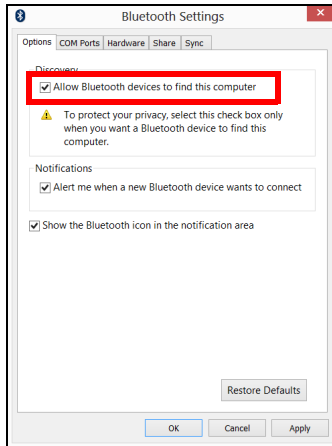 Bluetooth Settings
Options COM Ports Hardware Share Sync
Discovery
Allow Bluetooth devices to find this computer
To protect your privacy, select this check box only
when you want a Bluetooth device to find this
computer.
Notifications
Alert me when a new Bluetooth device wants to connect
Show the Bluetooth icon in the notification area
Restore Defaults
OK Cancel Apply